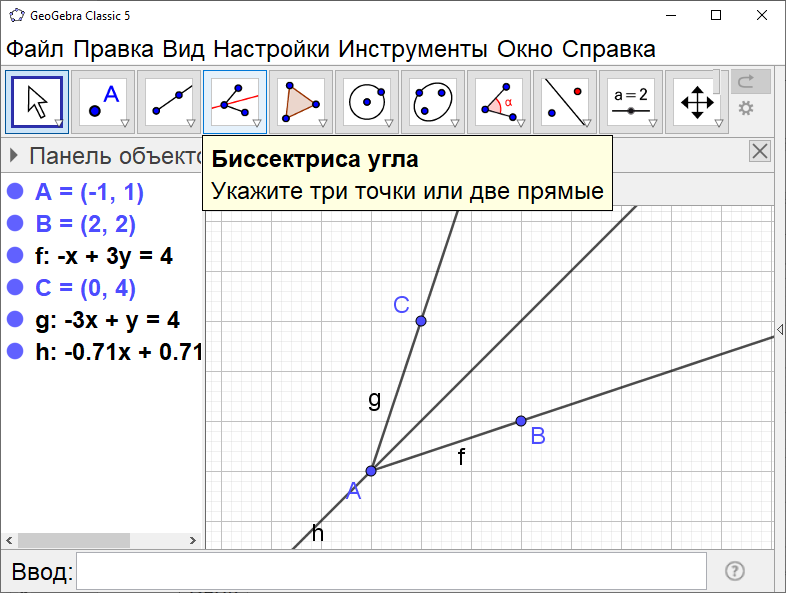 GeoGebra Classic 5
Файл Правка Вид Настройки Инструменты Окно Справка
A
α
a=2
Панель объекто
Биссектриса угла
Укажите три точки или две прямые
A = (-1, 1)
B = (2, 2)
f: -x + 3y = 4
C = (0, 4)
g: -3x + y = 4
h: -0.71x + 0.71
C
g
B
f
A
h
Ввод:
?